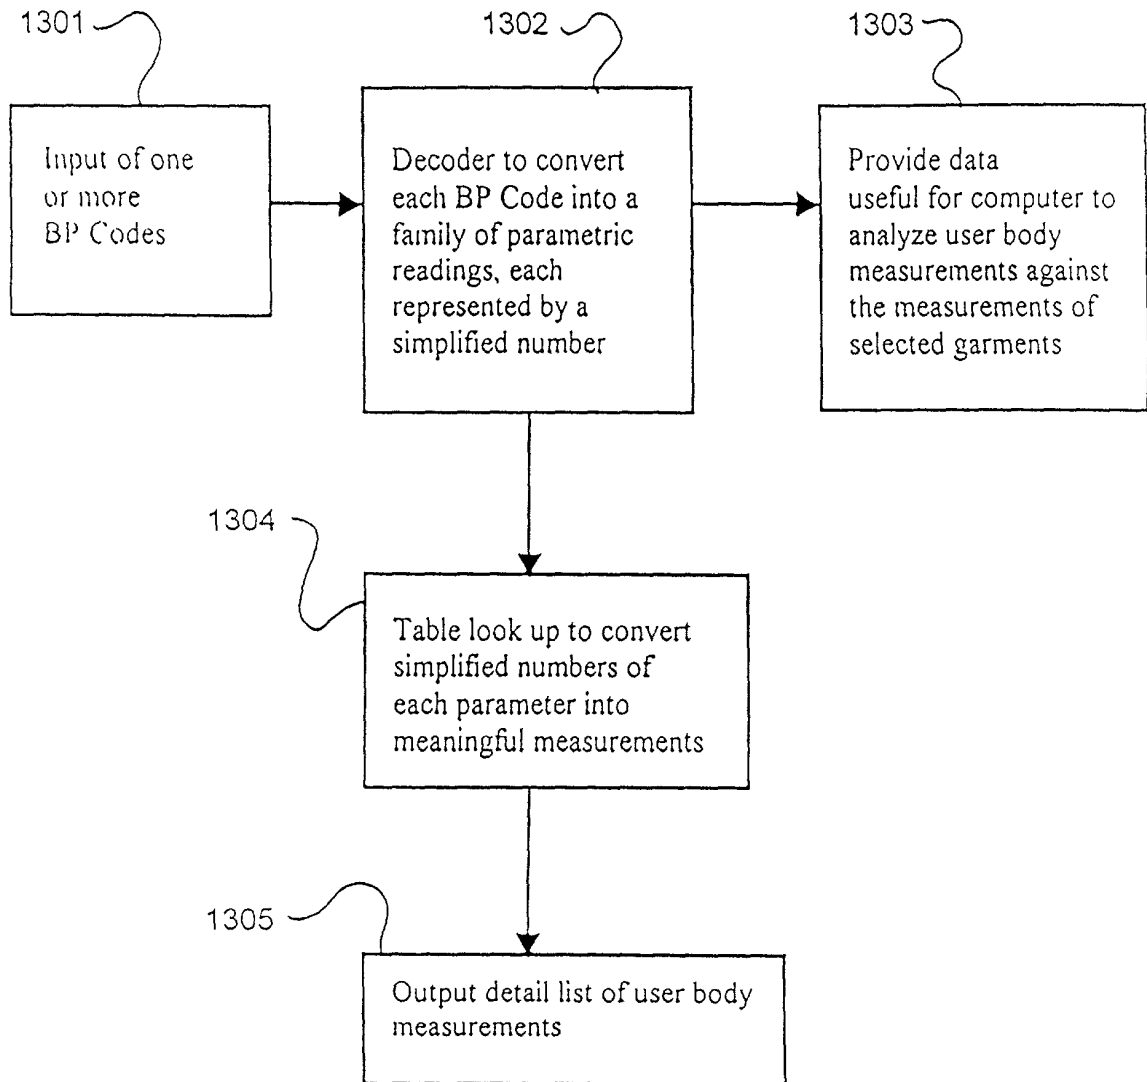 1301
1302
1303
Input of one
or more
BP Codes
Decoder to convert
each BP Code into a
family of parametric
readings, each
represented by a
simplified number
Provide data
useful for computer to
analyze user body
measurements against
the measurements of
selected garments
1304
Table look up to convert
simplified numbers of
each parameter into
meaningful measurements
1305
Output detail list of user body
measurements